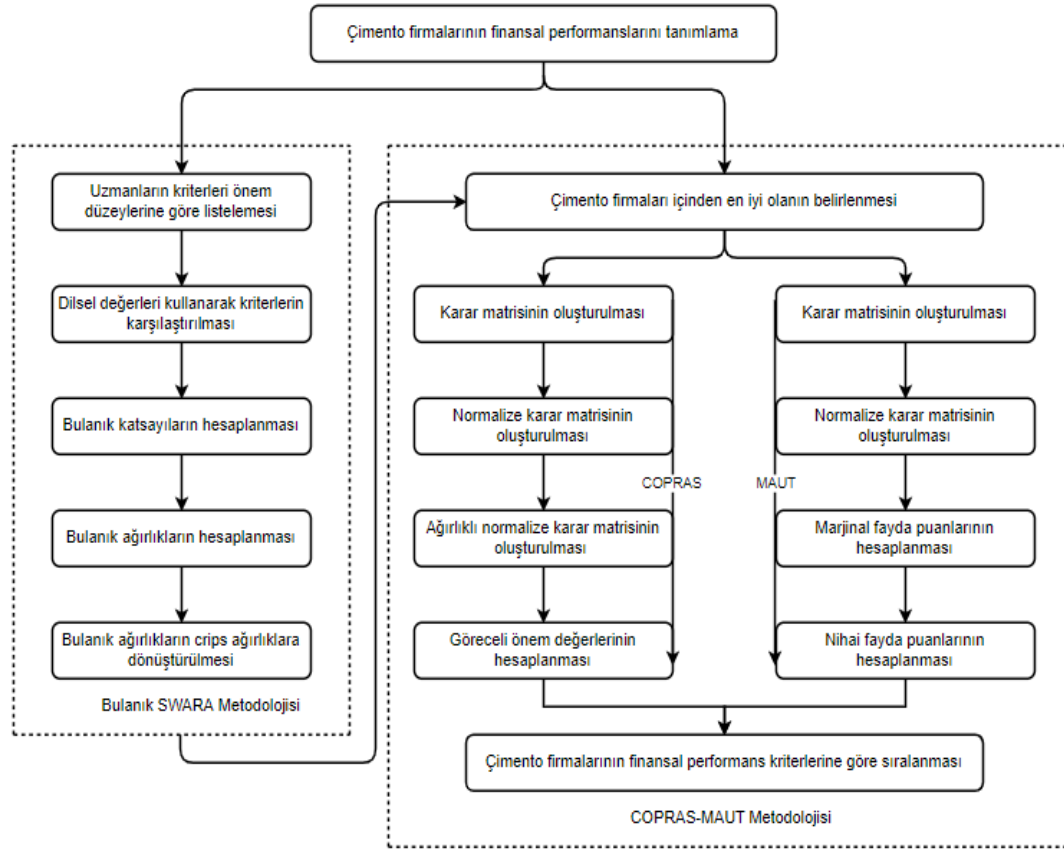 Çimento firmalarının finansal performanslarını tanımlama
Uzmanların kriterleri önem
düzeylerine göre listelemesi
Dilsel değerleri kullanarak kriterlerin
karşılaştırılması
Bulanık katsayıların hesaplanması
Bulanık ağırlıkların hesaplanması
Bulanık ağırlıkların crips ağırlıklara
dönüştürülmesi
Bulanık SWARA Metodolojisi
Çimento firmaları içinden en iyi olanın belirlenmesi
Karar matrisinin oluşturulması
Normalize karar matrisinin
oluşturulması
COPRAS
Ağırlıklı normalize karar matrisinin
oluşturulması
Göreceli önem değerlerinin
hesaplanması
Karar matrisinin oluşturulması
Normalize karar matrisinin
oluşturulması
MAUT
Marjinal fayda puanlarının
hesaplanması
Nihai fayda puanlarının
hesaplanması
Çimento firmalarının finansal performans kriterlerine göre sıralanması
COPRAS-MAUT Metodolojisi